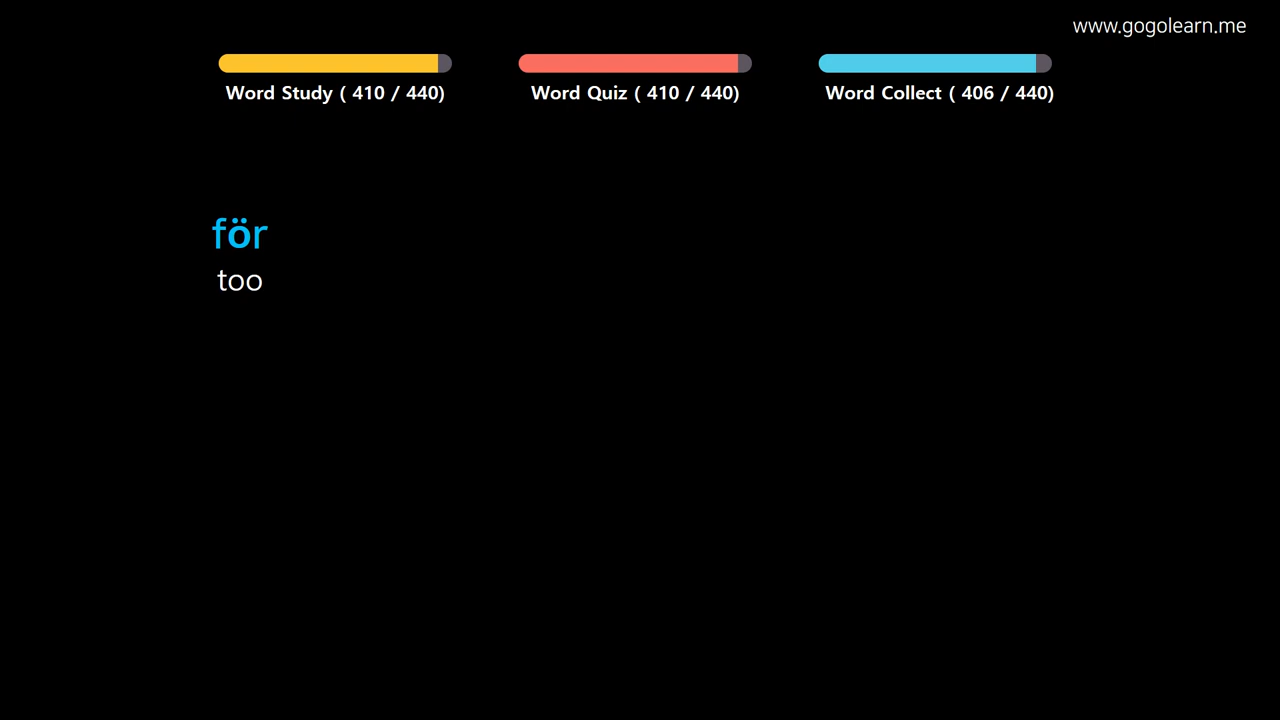 www.gogolearn.me
Word Study ( 410 / 440)
Word Quiz ( 410 / 440)
Word Collect ( 406 / 440)
för
too